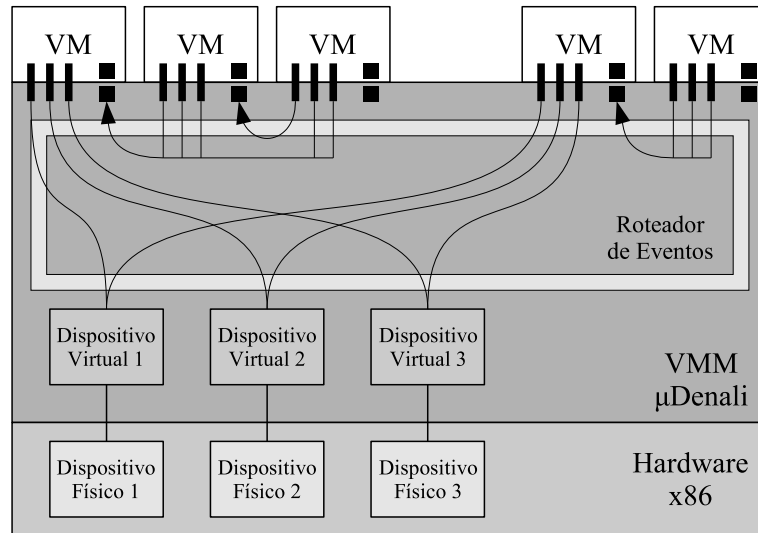 VM
VM
VM
VM
VM
Roteador
de Eventos
Dispositivo
Virtual 1
Dispositivo
Virtual 2
Dispositivo
Virtual 3
VMM
μDenali
Dispositivo
Físico 1
Dispositivo
Físico 2
Dispositivo
Físico 3
Hardware
x86